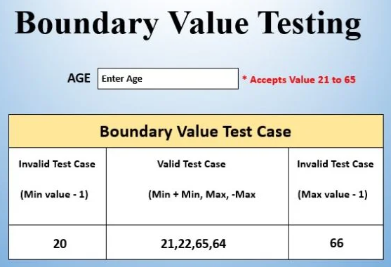 Boundary Value Testing
AGE Enter Age * Accepts Value 21 to 65
Boundary Value Test Case
Invalid Test Case Valid Test Case Invalid Test Case
(Min value - 1) (Min + Min, Max, -Max (Max value - 1)
20 21,22,65,64 66